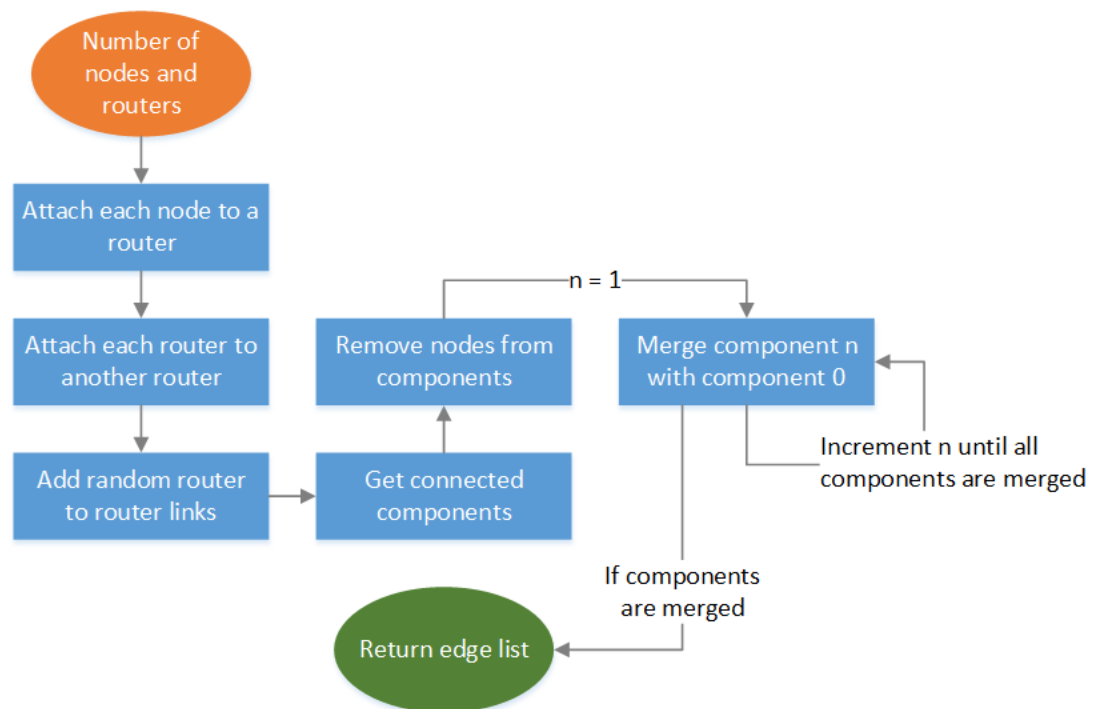 Number of
nodes and
routers
Attach each node to a
router
Attach each router to
another router
Add random router
to router links
Get connected
components
Remove nodes from
components
n = 1
Merge component n
with component 0
Increment n until all
components are merged
If components
are merged
Return edge list